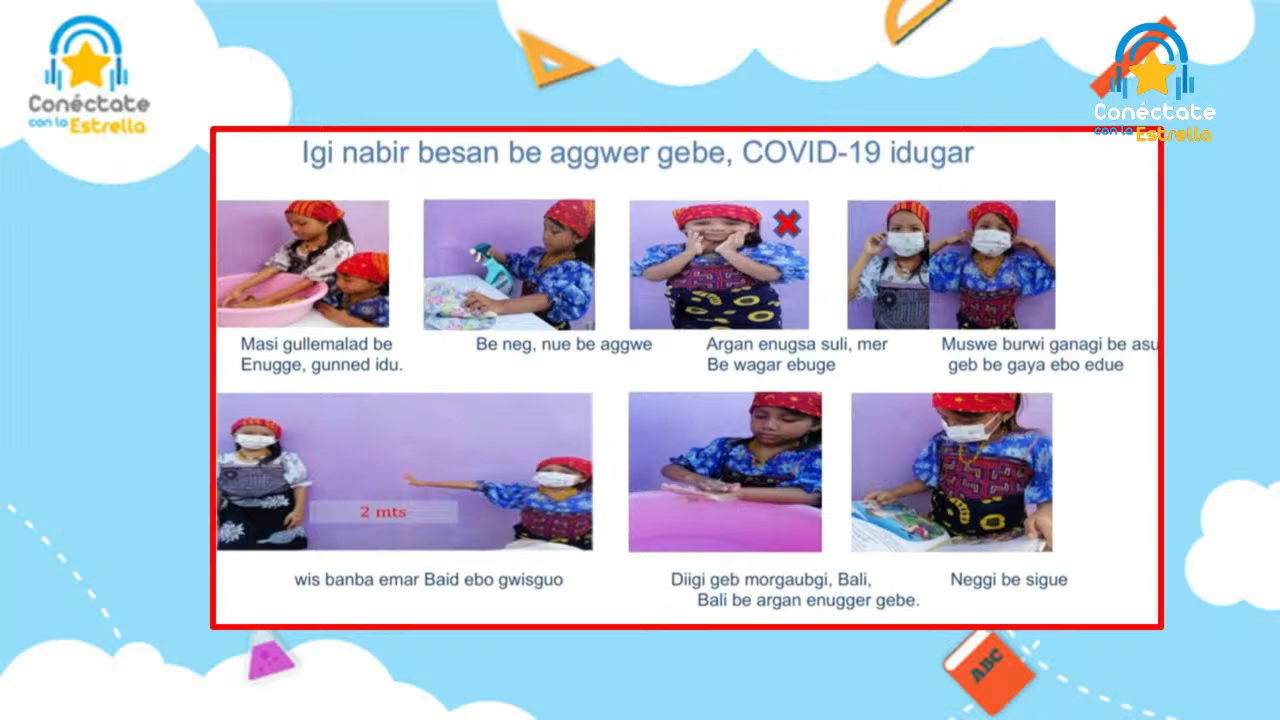 Conéctate
con la Estrella
Conéctate
con la Estrella
Igi nabir besan be aggwer gebe, COVID-19 idugar
Masi gullemalad be
Enugge, gunned idu.
Be neg, nue be aggwe
Argan enugsa suli, mer
Be wagar ebuge
Muswe burwi ganagi be asu
geb be gaya ebo edue
2 mts
wis banba emar Baid ebo gwisguo
Diigi geb morgaubgi, Bali,
Bali be argan enugger gebe.
Neggi be sigue
ABC